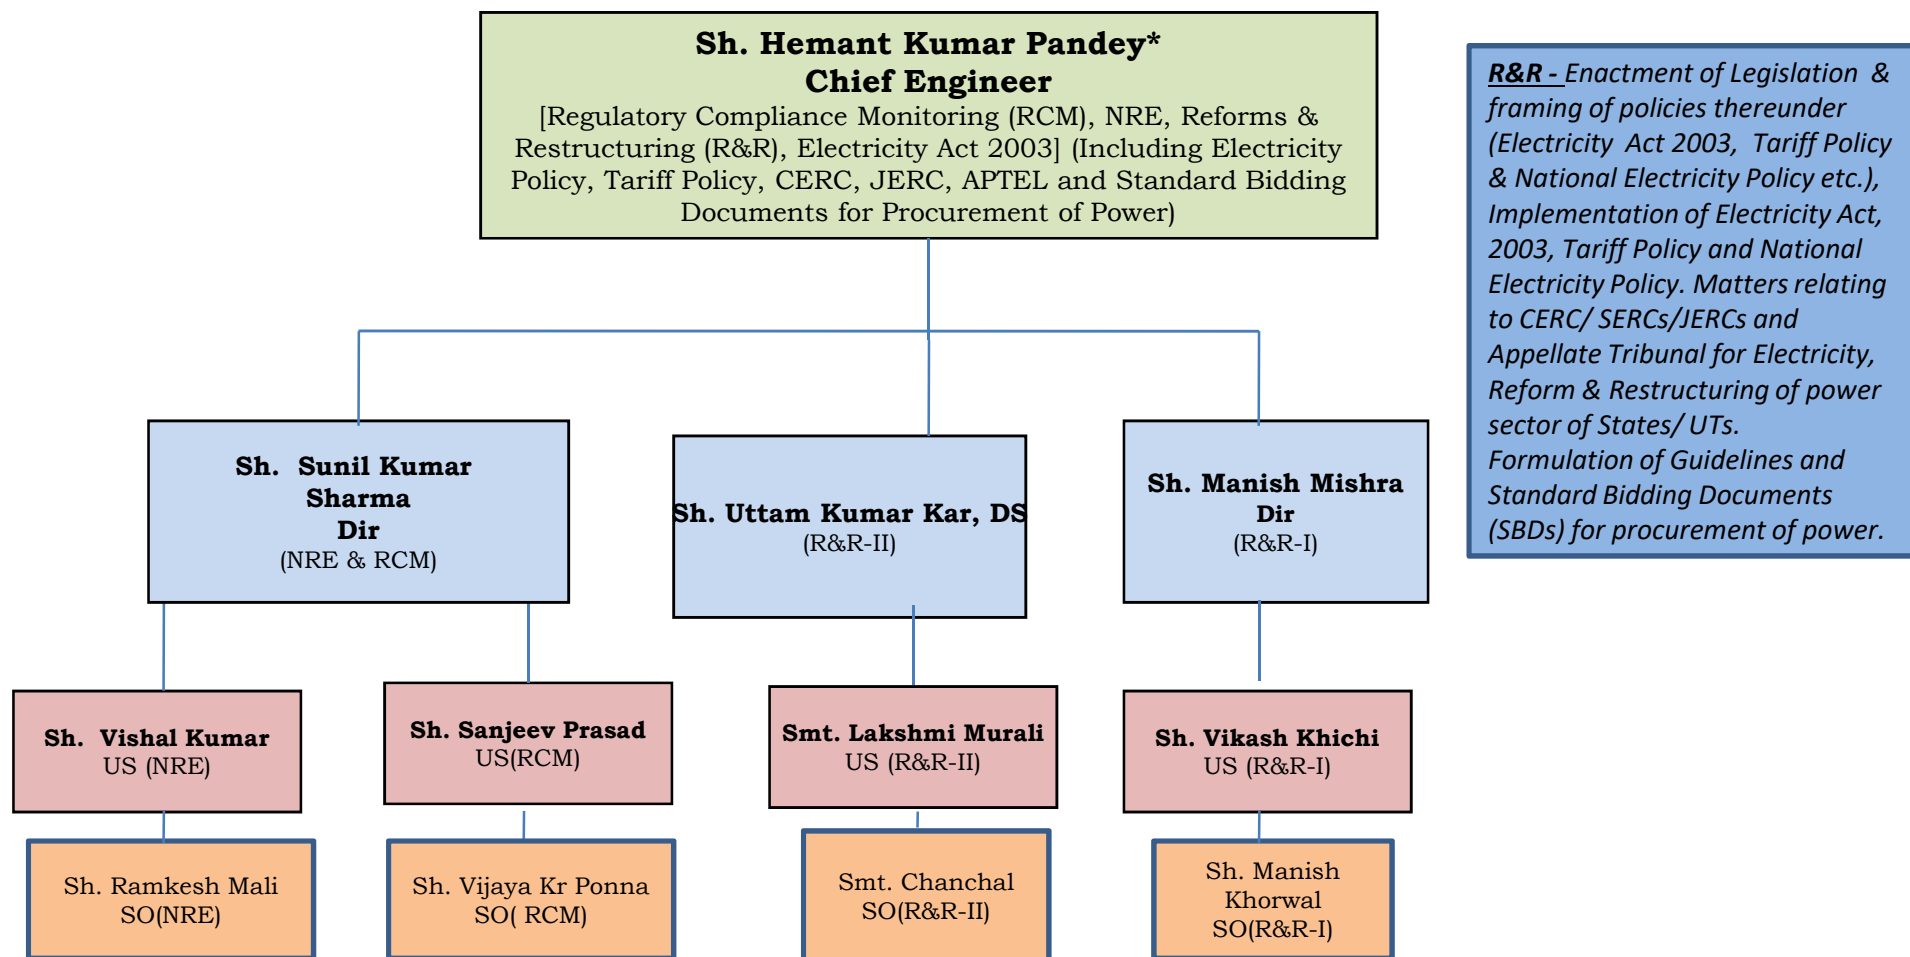 Sh. Hemant Kumar Pandey*
Chief Engineer
[Regulatory Compliance Monitoring (RCM), NRE, Reforms &
Restructuring (R&R), Electricity Act 2003] (Including Electricity
Policy, Tariff Policy, CERC, JERC, APTEL and Standard Bidding
Documents for Procurement of Power)
R&R - Enactment of Legislation &
framing of policies thereunder
(Electricity Act 2003, Tariff Policy
& National Electricity Policy etc.),
Implementation of Electricity Act,
2003, Tariff Policy and National
Electricity Policy. Matters relating
to CERC/ SERCs/JERCs and
Appellate Tribunal for Electricity,
Reform & Restructuring of power
sector of States/ UTs.
Formulation of Guidelines and
Standard Bidding Documents
(SBDs) for procurement of power.
Sh. Sunil Kumar
Sharma
Dir
(NRE & RCM)
Sh. Uttam Kumar Kar, DS
(R&R-II)
Sh. Manish Mishra
Dir
(R&R-I)
Sh. Vishal Kumar
US (NRE)
Sh. Sanjeev Prasad
US(RCM)
Smt. Lakshmi Murali
US (R&R-II)
Sh. Vikash Khichi
US (R&R-I)
Sh. Ramkesh Mali
SO(NRE)
Sh. Vijaya Kr Ponna
SO( RCM)
Smt. Chanchal
SO(R&R-II)
Sh. Manish
Khorwal
SO(R&R-I)